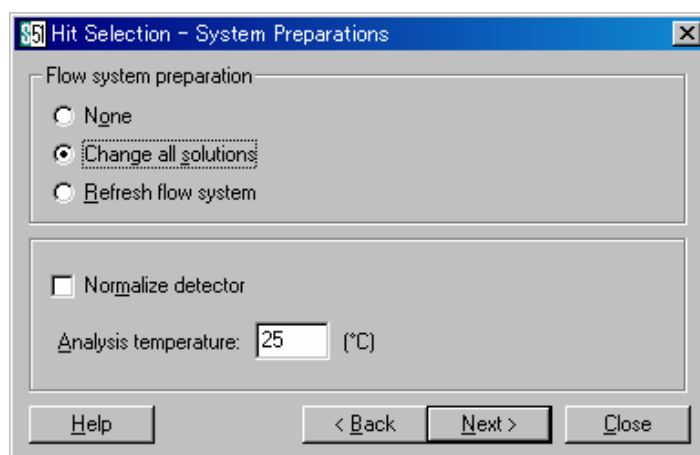 S51 Hit Selection - System Preparations
Flow system preparation
None
Change all solutions
Refresh flow system
Normalize detector
Analysis temperature: 25 (°C)
Help < Back Next > Close